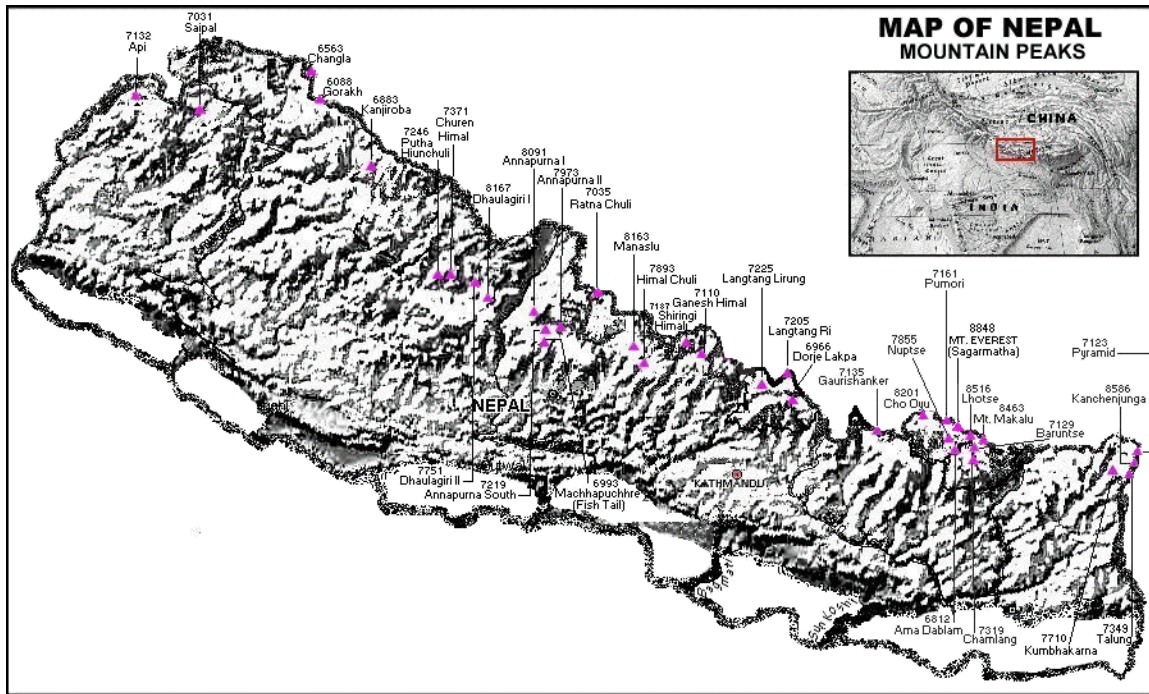 MAP OF NEPAL
MOUNTAIN PEAKS
CHINA
INDIA
7132
Api
7031
Saipal
6563
Changla
6088
Gorakh
6883
Kanjiroba
7246
Putha
Hiunchuli
7371
Churen
Himal
8167
Dhaulagiri I
8091
Annapurna I
7973
Annapurna II
7035
Ratna Chuli
8163
Manaslu
7893
Himal Chuli
7187
Shiringi
Himal
7110
Ganesh Himal
7225
Langtang Lirung
7205
Langtang Ri
6966
Dorje Lakpa
7135
Gaurishanker
8201
Cho Oyu
7855
Nuptse
7161
Pumori
8848
MT. EVEREST
(Sagarmatha)
8516
Lhotse
8463
Mt. Makalu
7129
Baruntse
7123
Pyramid
8586
Kanchenjunga
NEPAL
KATHMANDU
7751
Dhaulagiri II
7219
Annapurna South
6993
Machhapuchhre
(Fish Tail)
Sun Koshi
6812
Ama Dablam
7319
Chamlang
7710
Kumbhakarna
7349
Talung